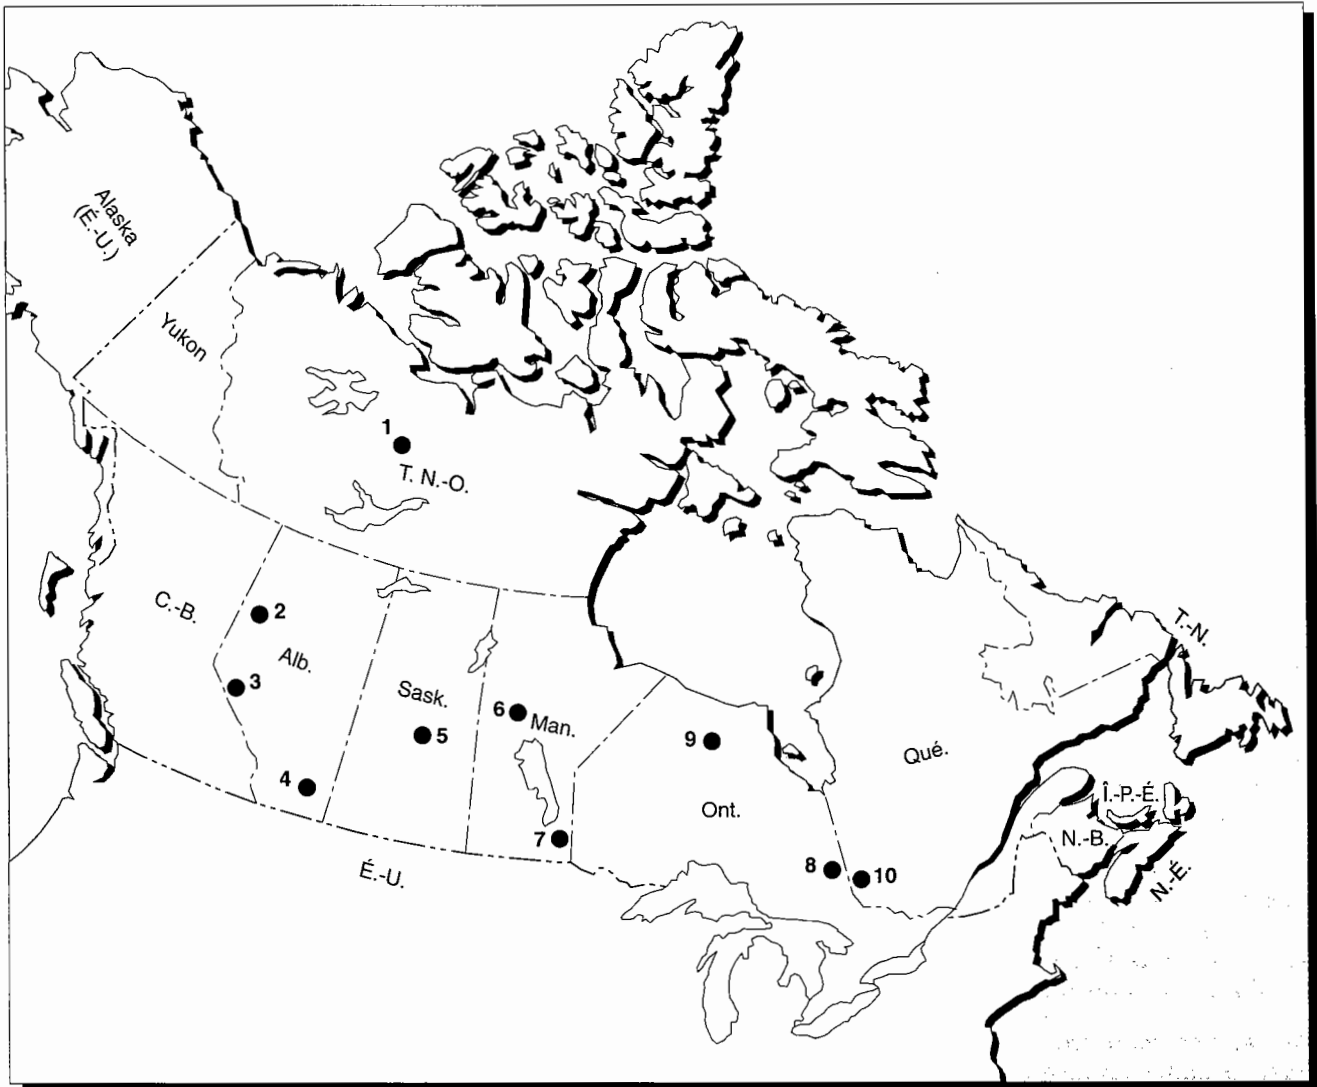 Alaska
(É.-U.)
Yukon
1
T. N.-O.
C.-B.
2
Alb.
3
Sask.
4
5
6
Man.
7
É.-U.
9
Ont.
8
10
Qué.
T.-N.
Î.-P.-É.
N.-B.
N.-É.